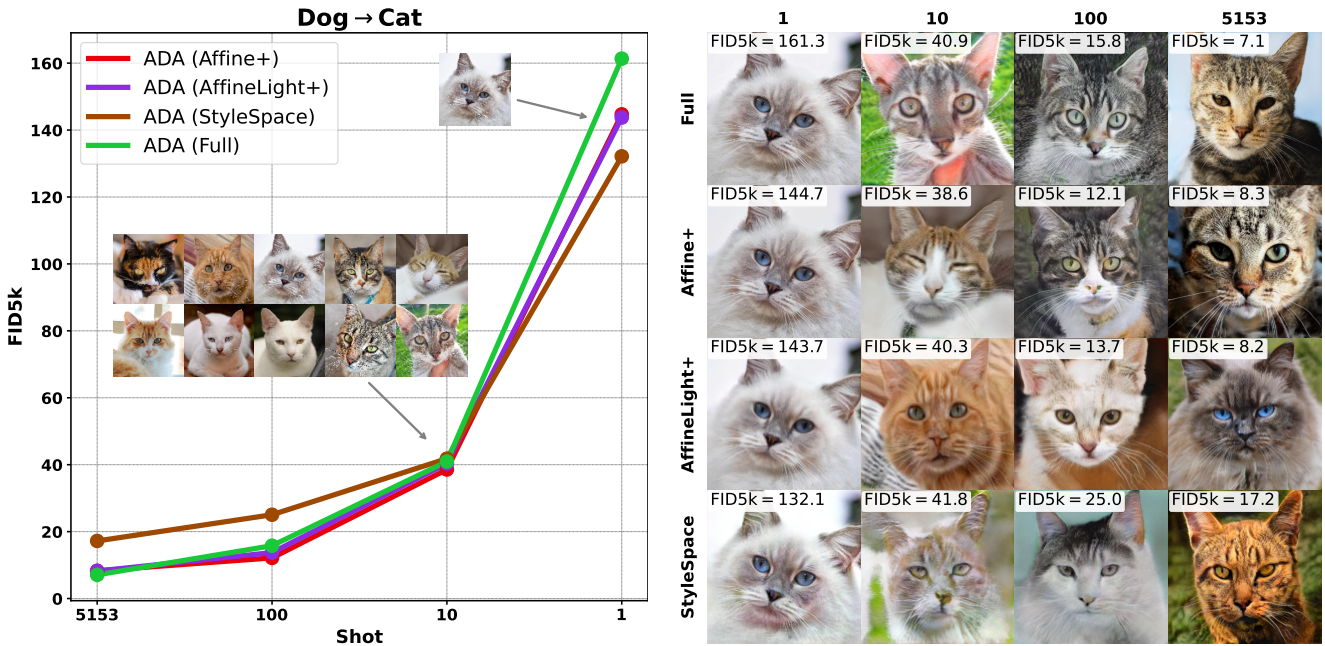 Dog→Cat
ADA (Affine+)
ADA (AffineLight+)
ADA (StyleSpace)
ADA (Full)
FID5k
160
140
120
100
80
60
40
20
0
5153 100 10 1
Shot
1 10 100 5153
Full
FID5k = 161.3 FID5k = 40.9 FID5k = 15.8 FID5k = 7.1
Affine+
FID5k = 144.7 FID5k = 38.6 FID5k = 12.1 FID5k = 8.3
AffineLight+
FID5k = 143.7 FID5k = 40.3 FID5k = 13.7 FID5k = 8.2
StyleSpace
FID5k = 132.1 FID5k = 41.8 FID5k = 25.0 FID5k = 17.2